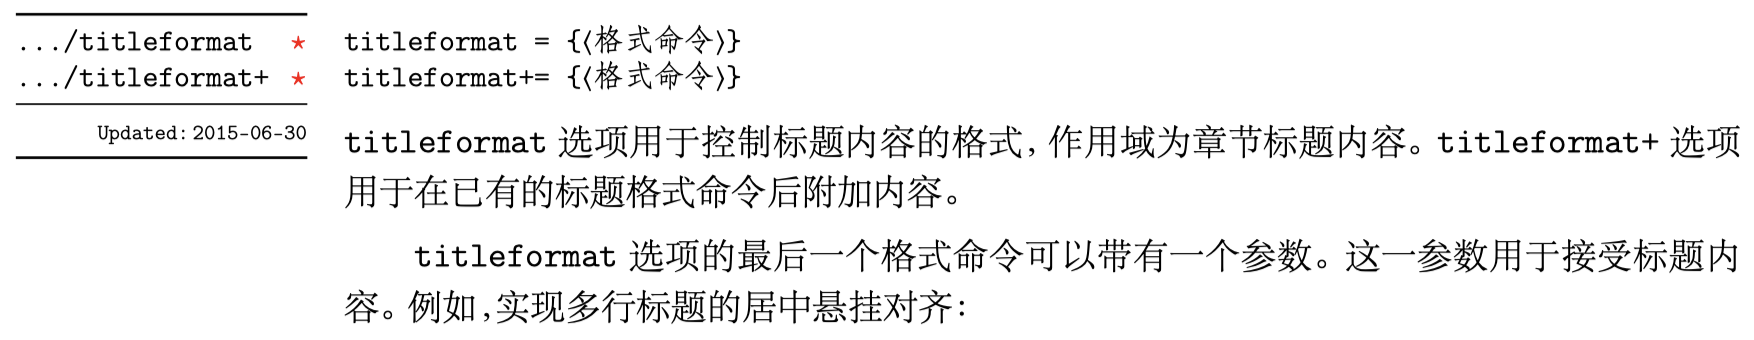 .../titleformat ★ titleformat = {⟨格式命令⟩}
.../titleformat+ ★ titleformat+= {⟨格式命令⟩}
Updated: 2015-06-30
titleformat 选项用于控制标题内容的格式，作用域为章节标题内容。titleformat+ 选项
用于在已有的标题格式命令后附加内容。
titleformat 选项的最后一个格式命令可以带有一个参数。这一参数用于接受标题内
容。例如，实现多行标题的居中悬挂对齐：